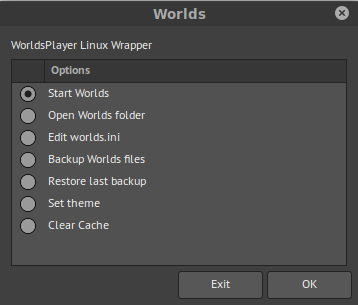 Worlds
WorldsPlayer Linux Wrapper
Options
Start Worlds
Open Worlds folder
Edit worlds.ini
Backup Worlds files
Restore last backup
Set theme
Clear Cache
Exit OK